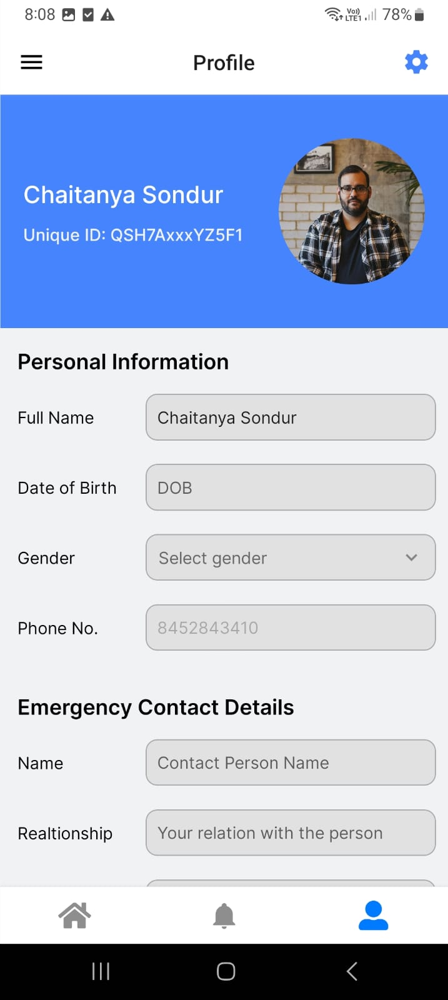 8:08 Vo)) LTE1 78%
Profile
Chaitanya Sondur
Unique ID: QSH7AxxxYZ5F1
Personal Information
Full Name Chaitanya Sondur
Date of Birth DOB
Gender Select gender
Phone No. 8452843410
Emergency Contact Details
Name Contact Person Name
Realtionship Your relation with the person